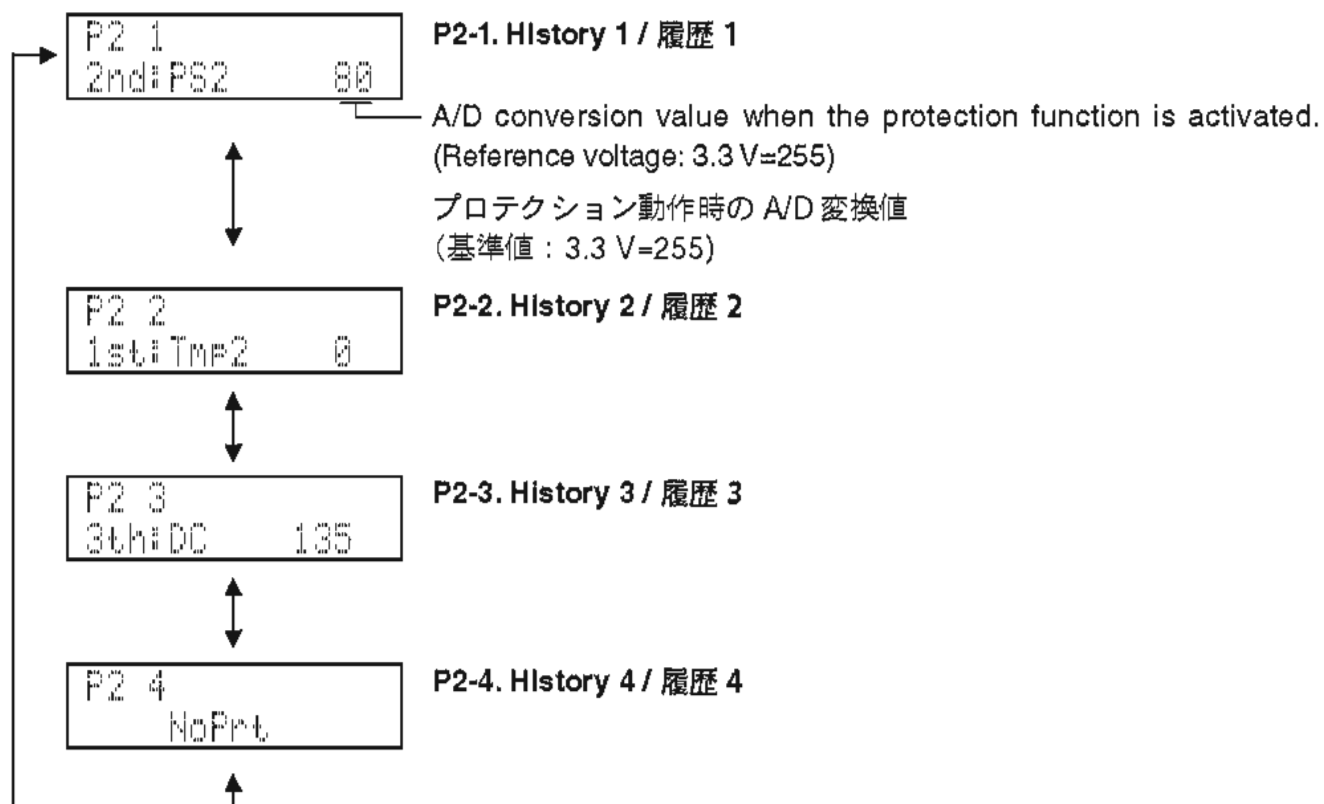 P2 1
2nd:PS2 80
P2-1. History 1 / 履歴 1
A/D conversion value when the protection function is activated.
(Reference voltage: 3.3 V=255)
プロテクション動作時の A/D 変換値
(基準値：3.3 V=255)
P2 2
1st:Tmp2 0
P2-2. History 2 / 履歴 2
P2 3
3th:DC 135
P2-3. History 3 / 履歴 3
P2 4
NoPrt
P2-4. History 4 / 履歴 4